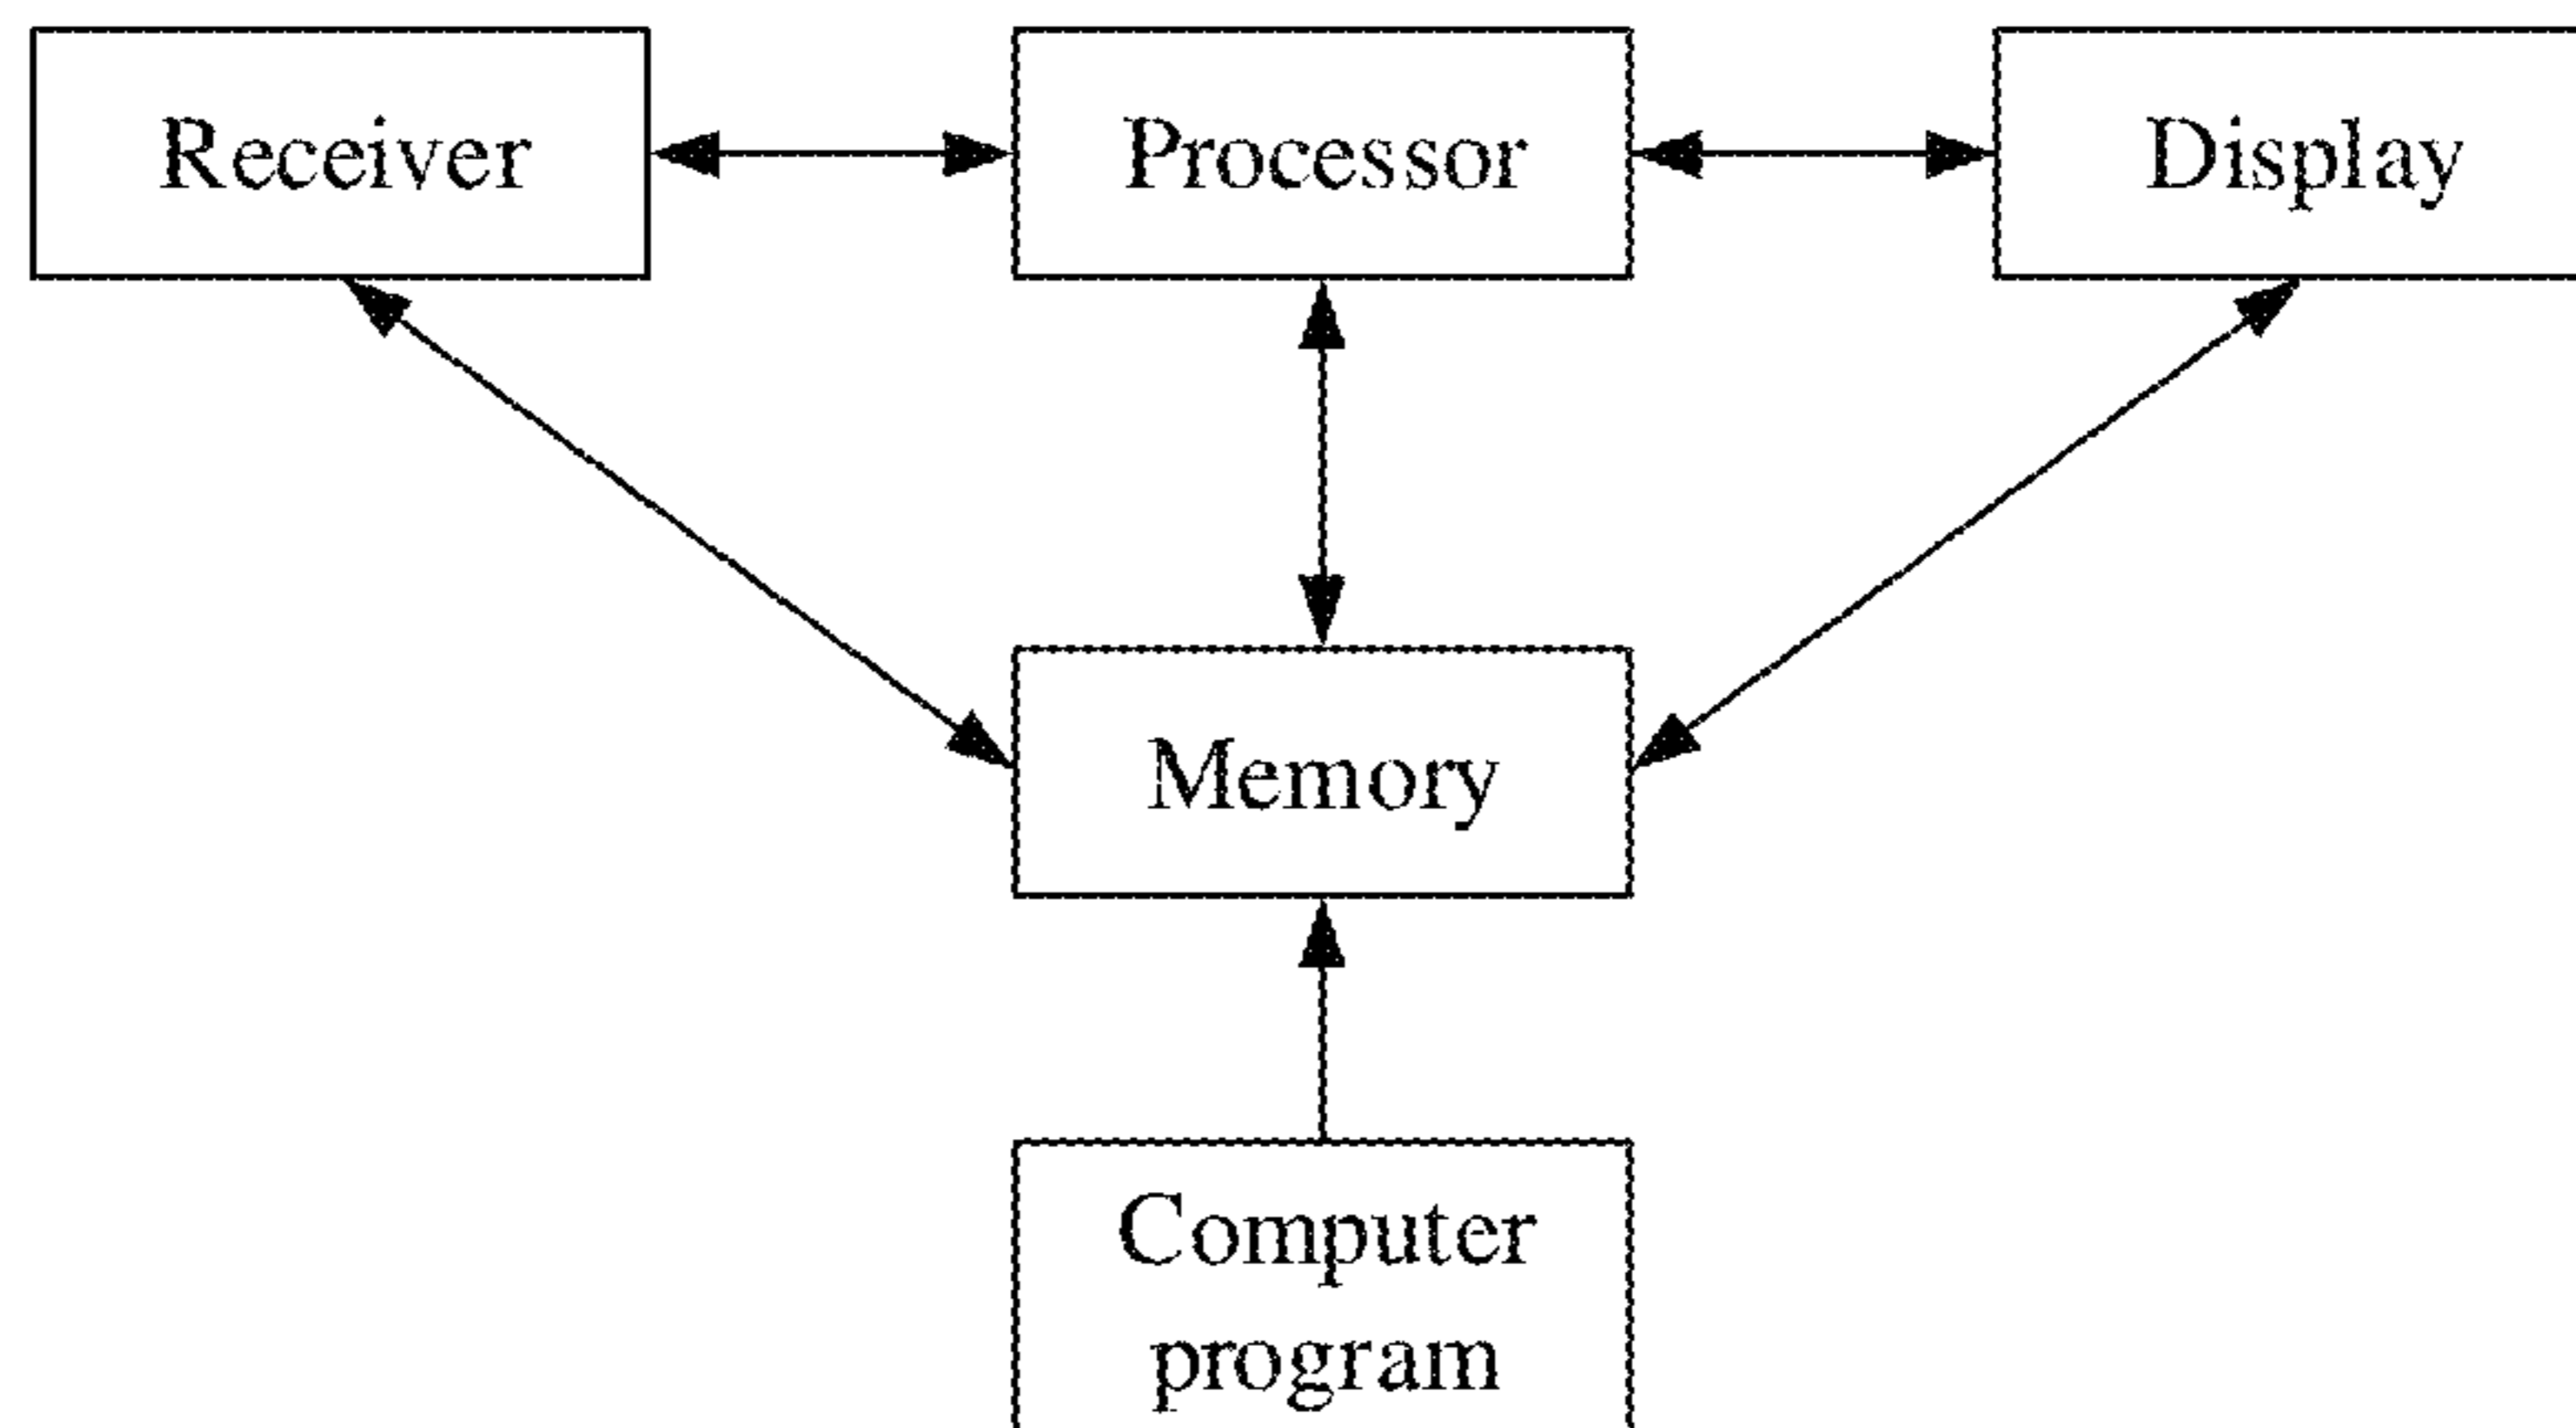 Receiver
Processor
Display
Memory
Computer
program